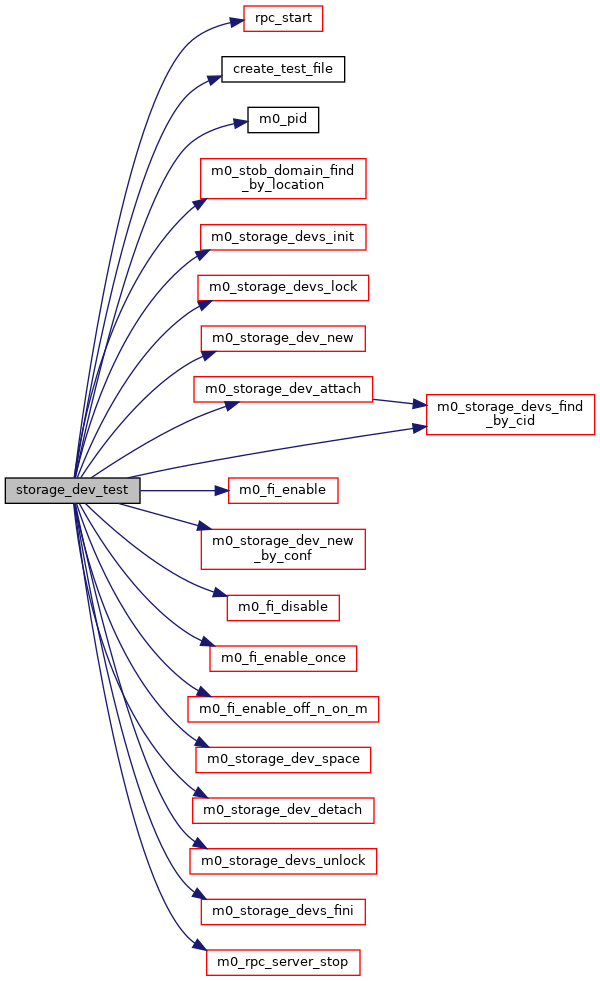 rpc_start
create_test_file
m0_pid
m0_stob_domain_find
_by_location
m0_storage_devs_init
m0_storage_devs_lock
m0_storage_dev_new
m0_storage_dev_attach
m0_storage_devs_find
_by_cid
storage_dev_test
m0_fi_enable
m0_storage_dev_new
_by_conf
m0_fi_disable
m0_fi_enable_once
m0_fi_enable_off_n_on_m
m0_storage_dev_space
m0_storage_dev_detach
m0_storage_devs_unlock
m0_storage_devs_fini
m0_rpc_server_stop